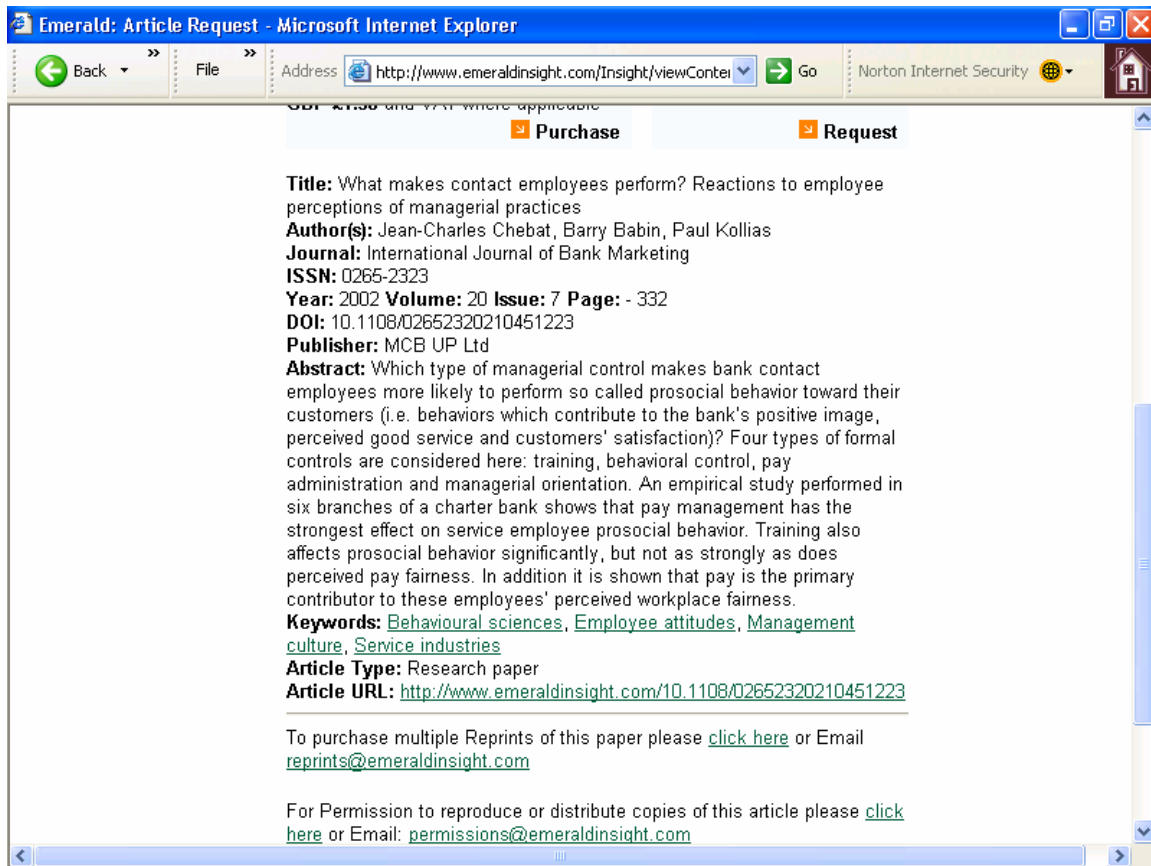 Emerald: Article Request - Microsoft Internet Explorer
Back » File » Address http://www.emeraldinsight.com/Insight/viewConte Go Norton Internet Security
and VAT where applicable
Purchase Request
Title: What makes contact employees perform? Reactions to employee
perceptions of managerial practices
Author(s): Jean-Charles Chebat, Barry Babin, Paul Kollias
Journal: International Journal of Bank Marketing
ISSN: 0265-2323
Year: 2002 Volume: 20 Issue: 7 Page: - 332
DOI: 10.1108/02652320210451223
Publisher: MCB UP Ltd
Abstract: Which type of managerial control makes bank contact
employees more likely to perform so called prosocial behavior toward their
customers (i.e. behaviors which contribute to the bank's positive image,
perceived good service and customers' satisfaction)? Four types of formal
controls are considered here: training, behavioral control, pay
administration and managerial orientation. An empirical study performed in
six branches of a charter bank shows that pay management has the
strongest effect on service employee prosocial behavior. Training also
affects prosocial behavior significantly, but not as strongly as does
perceived pay fairness. In addition it is shown that pay is the primary
contributor to these employees' perceived workplace fairness.
Keywords: Behavioural sciences, Employee attitudes, Management
culture, Service industries
Article Type: Research paper
Article URL: http://www.emeraldinsight.com/10.1108/02652320210451223
To purchase multiple Reprints of this paper please click here or Email
reprints@emeraldinsight.com
For Permission to reproduce or distribute copies of this article please click
here or Email: permissions@emeraldinsight.com